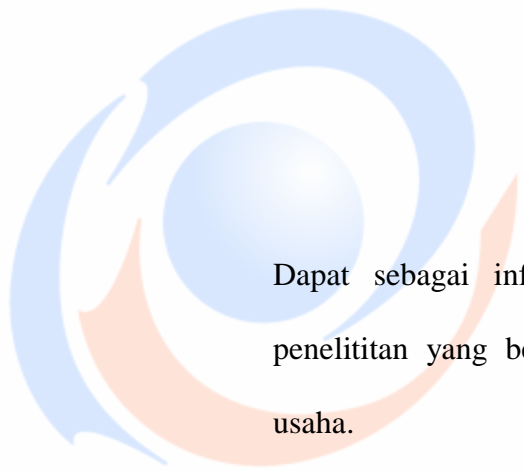 Dapat sebagai inf
penelititan yang be
usaha.